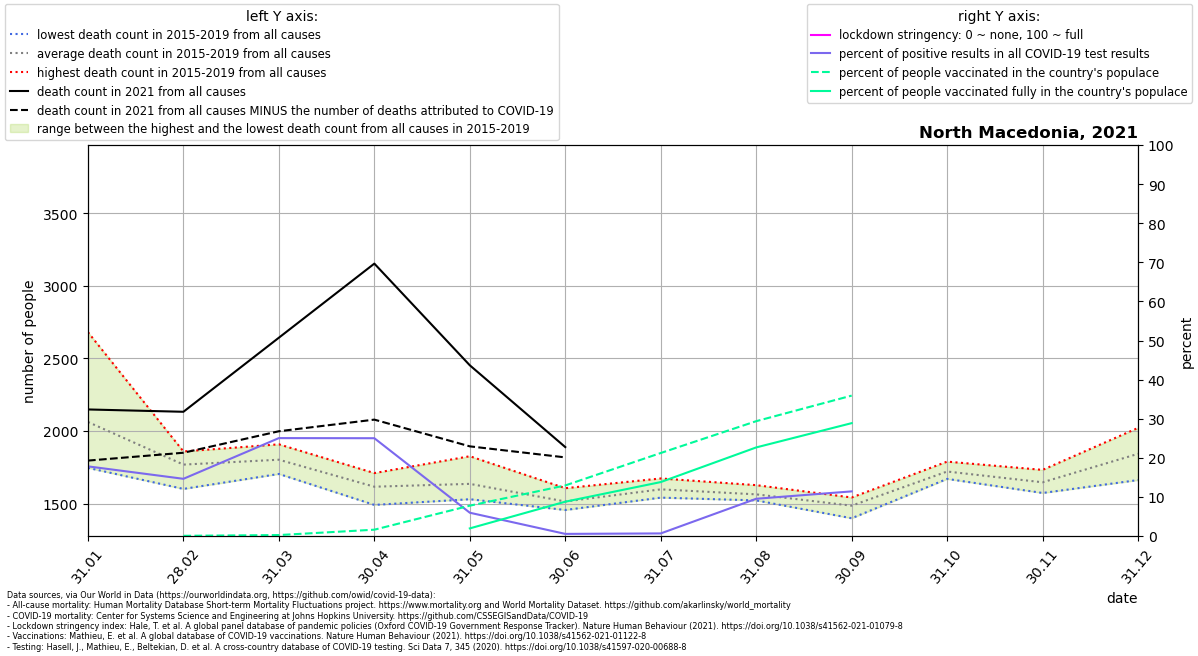 left Y axis:
lowest death count in 2015-2019 from all causes
average death count in 2015-2019 from all causes
highest death count in 2015-2019 from all causes
death count in 2021 from all causes
death count in 2021 from all causes MINUS the number of deaths attributed to COVID-19
range between the highest and the lowest death count from all causes in 2015-2019
right Y axis:
lockdown stringency: 0 ~ none, 100 ~ full
percent of positive results in all COVID-19 test results
percent of people vaccinated in the country's populace
percent of people vaccinated fully in the country's populace
North Macedonia, 2021
number of people
3500
3000
2500
2000
1500
100
90
80
70
60
50
40
30
20
10
0
percent
31.01
28.02
31.03
30.04
31.05
30.06
31.07
31.08
30.09
31.10
30.11
31.12
date
Data sources, via Our World in Data (https://ourworldindata.org, https://github.com/owid/covid-19-data):
- All-cause mortality: Human Mortality Database Short-term Mortality Fluctuations project. https://www.mortality.org and World Mortality Dataset. https://github.com/akarlinsky/world_mortality
- COVID-19 mortality: Center for Systems Science and Engineering at Johns Hopkins University. https://github.com/CSSEGISandData/COVID-19
- Lockdown stringency index: Hale, T. et al. A global panel database of pandemic policies (Oxford COVID-19 Government Response Tracker). Nature Human Behaviour (2021). https://doi.org/10.1038/s41562-021-01079-8
- Vaccinations: Mathieu, E. et al. A global database of COVID-19 vaccinations. Nature Human Behaviour (2021). https://doi.org/10.1038/s41562-021-01122-8
- Testing: Hasell, J., Mathieu, E., Beltekian, D. et al. A cross-country database of COVID-19 testing. Sci Data 7, 345 (2020). https://doi.org/10.1038/s41597-020-00688-8